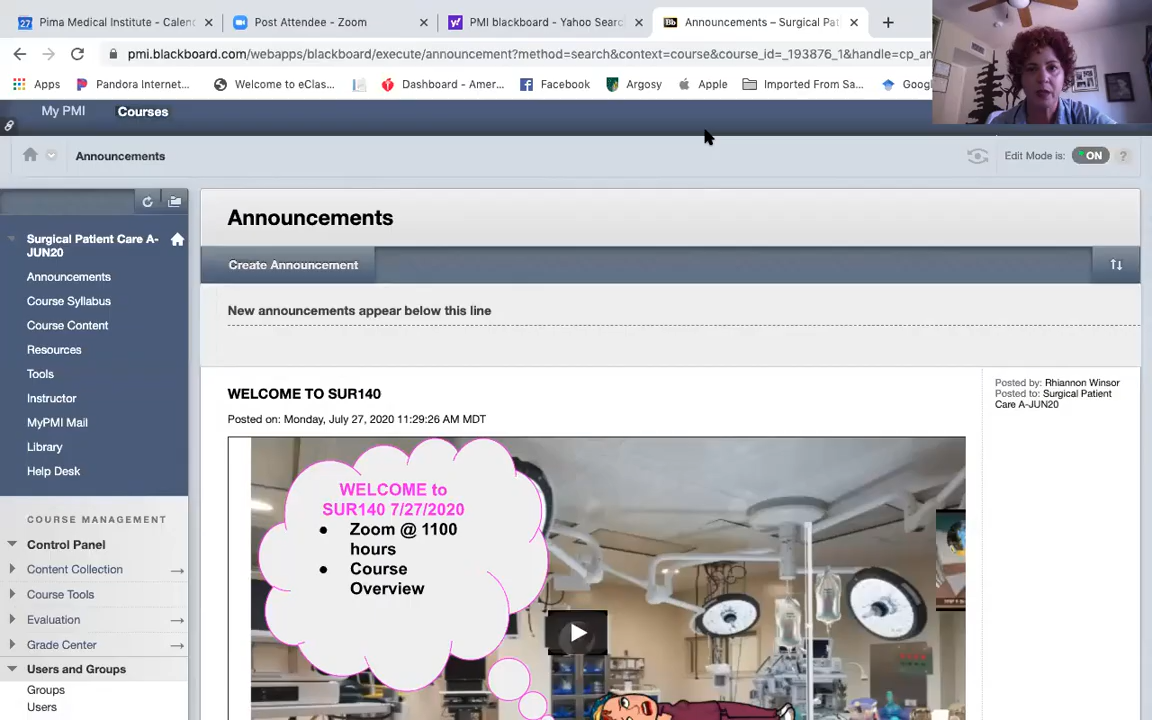 27 Pima Medical Institute - Calen
Post Attendee - Zoom
PMI blackboard - Yahoo Searc
Bb Announcements – Surgical Pat
pmi.blackboard.com/webapps/blackboard/execute/announcement?method=search&context=course&course_id=_193876_1&handle=cp_an
Apps
Pandora Internet...
Welcome to eClas...
Dashboard - Amer...
Facebook
Argosy
Apple
Imported From Sa...
Goog
My PMI
Courses
Announcements
Edit Mode is:
ON
?
Surgical Patient Care A-
JUN20
Announcements
Course Syllabus
Course Content
Resources
Tools
Instructor
MyPMI Mail
Library
Help Desk
COURSE MANAGEMENT
Control Panel
Content Collection
Course Tools
Evaluation
Grade Center
Users and Groups
Groups
Users
Announcements
Create Announcement
New announcements appear below this line
WELCOME TO SUR140
Posted on: Monday, July 27, 2020 11:29:26 AM MDT
WELCOME to
SUR140 7/27/2020
● Zoom @ 1100
hours
● Course
Overview
Posted by: Rhiannon Winsor
Posted to: Surgical Patient
Care A-JUN20